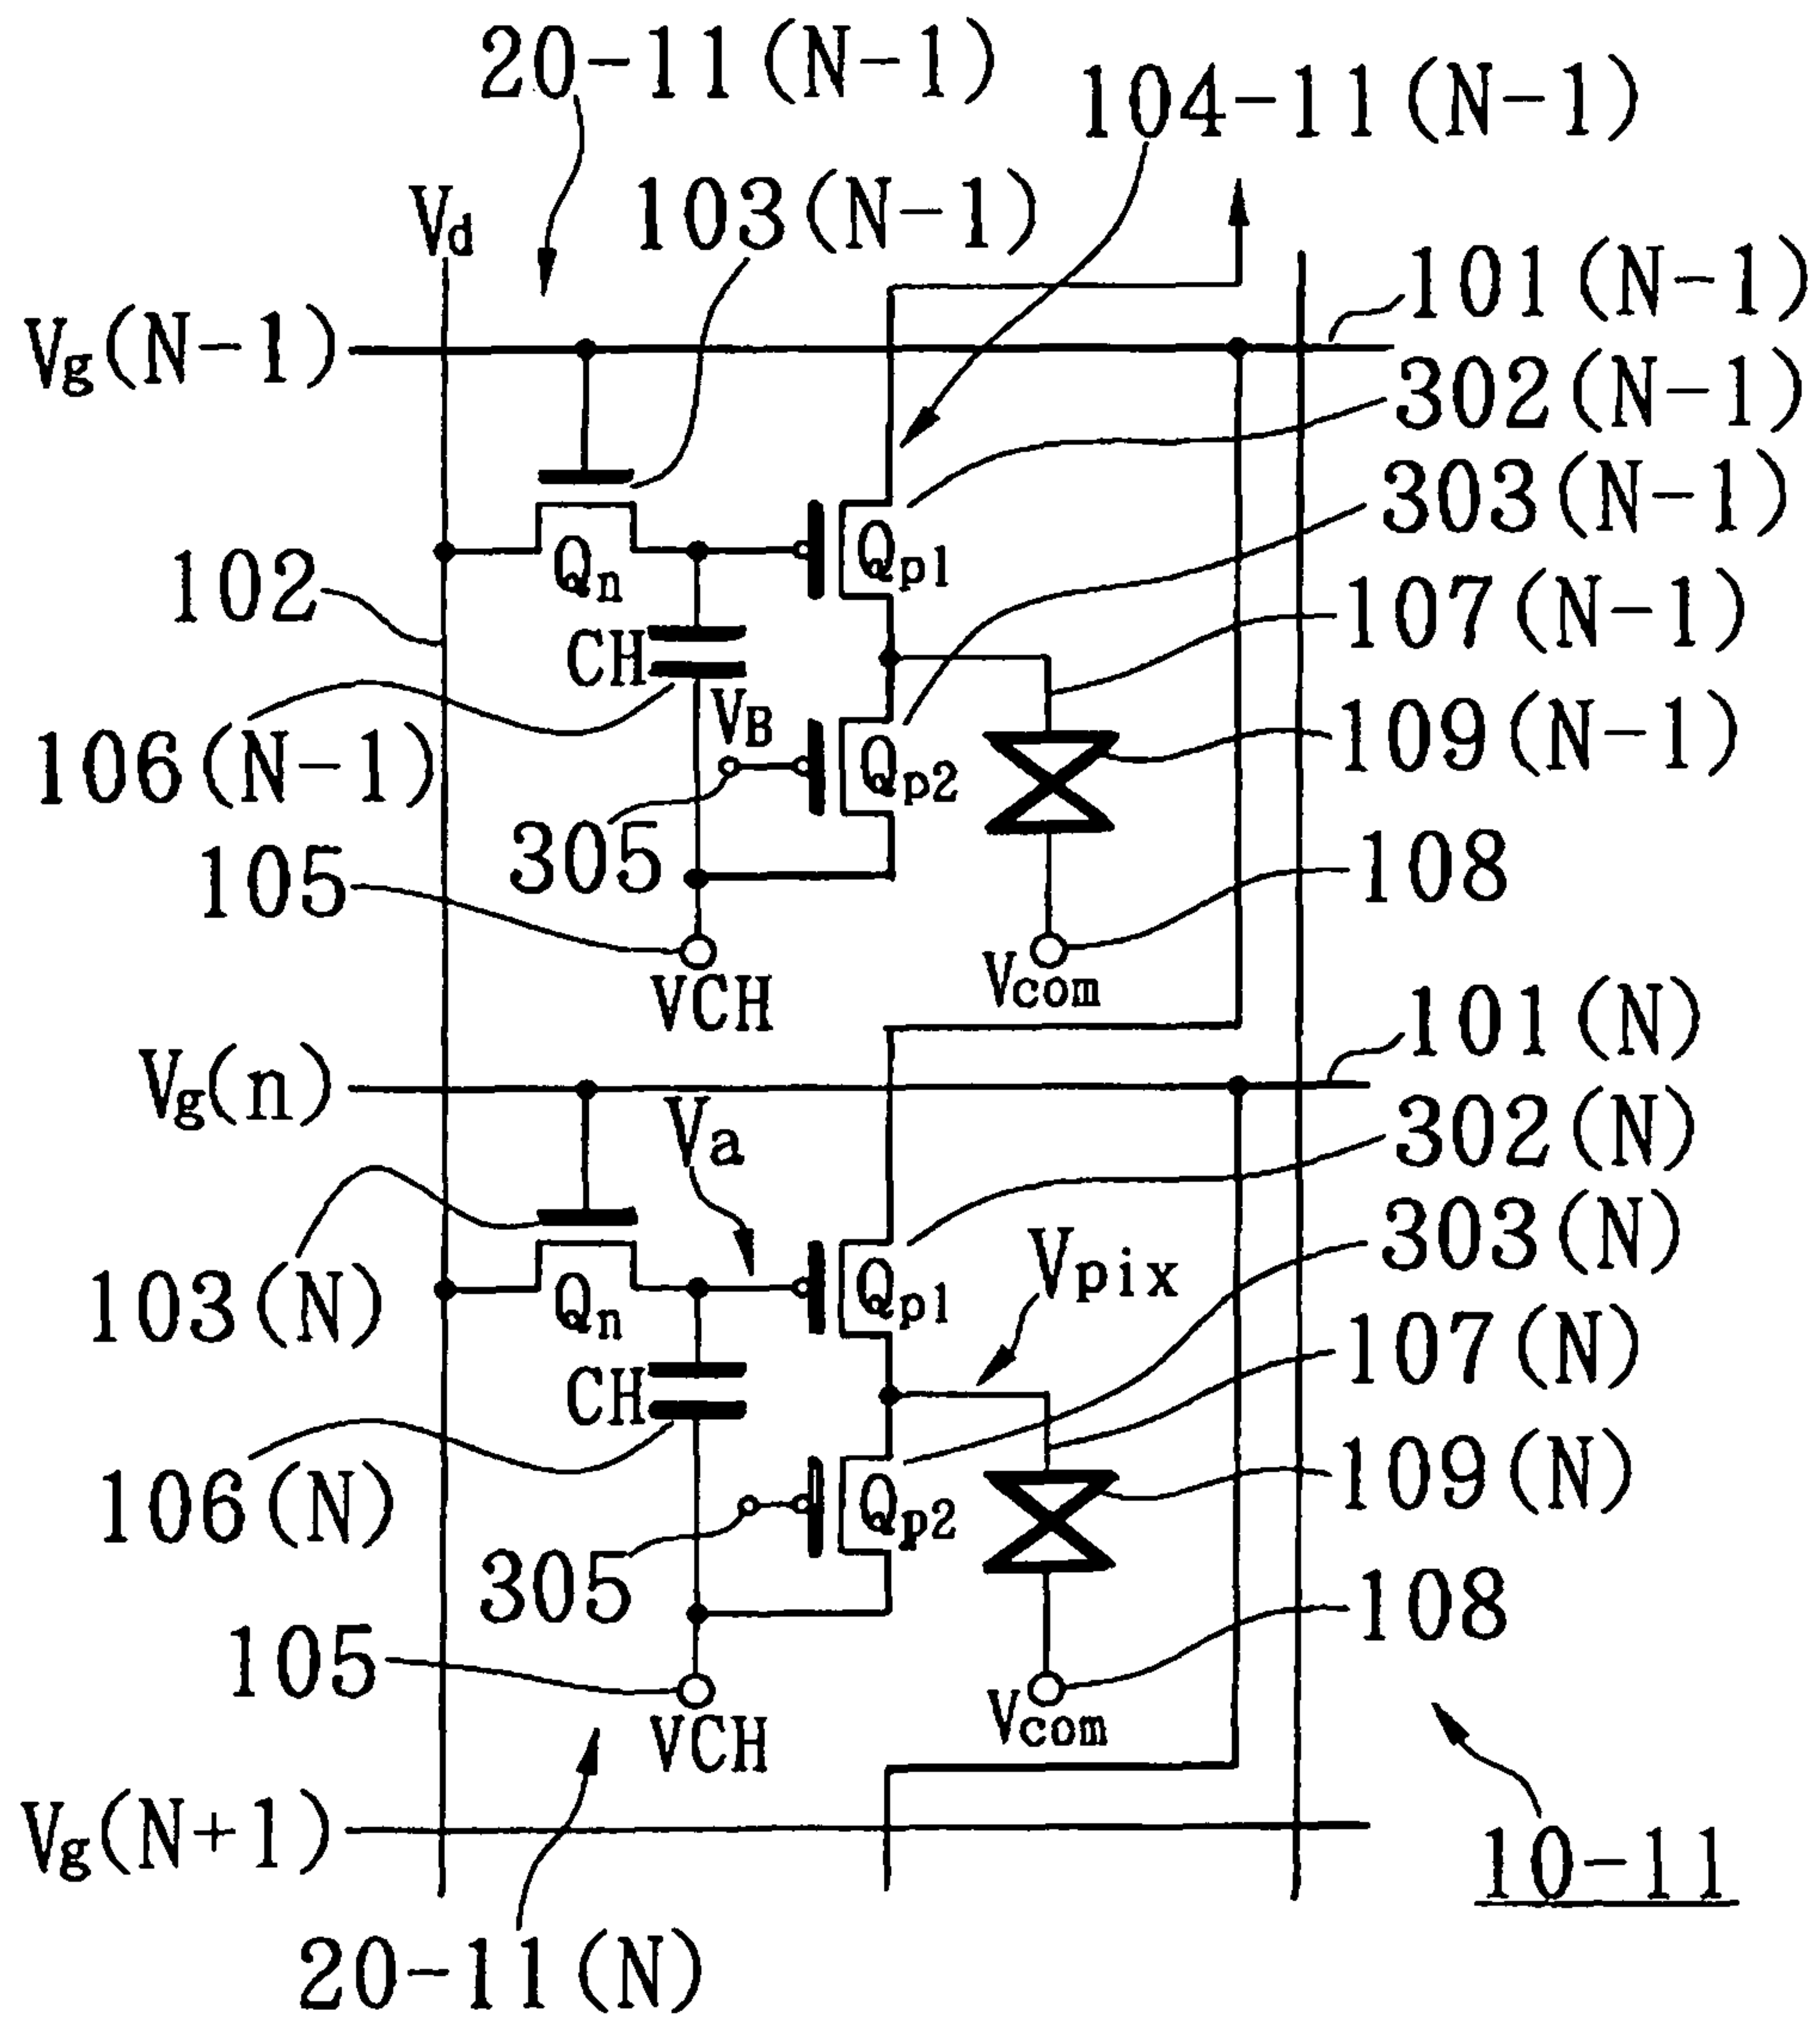 20-11(N-1)
104-11(N-1)
Vd
103(N-1)
101(N-1)
Vg(N-1)
302(N-1)
303(N-1)
Qn
Qp1
102
107(N-1)
CH
VB
109(N-1)
106(N-1)
Qp2
305
105
108
VCH
Vcom
101(N)
Vg(n)
Va
302(N)
303(N)
Vpix
103(N)
Qn
Qp1
107(N)
CH
109(N)
106(N)
Qp2
305
108
105
VCH
Vcom
Vg(N+1)
10-11
20-11(N)